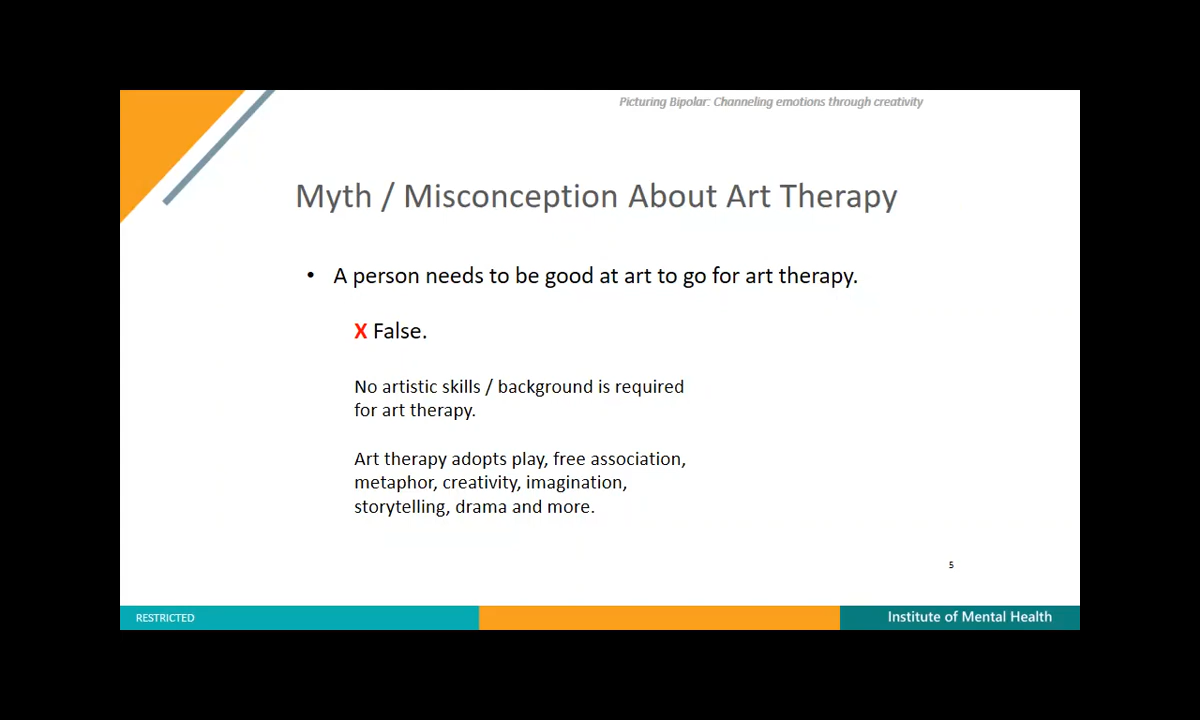 Picturing Bipolar: Channeling emotions through creativity
Myth / Misconception About Art Therapy
• A person needs to be good at art to go for art therapy.
X False.
No artistic skills / background is required
for art therapy.
Art therapy adopts play, free association,
metaphor, creativity, imagination,
storytelling, drama and more.
5
RESTRICTED
Institute of Mental Health